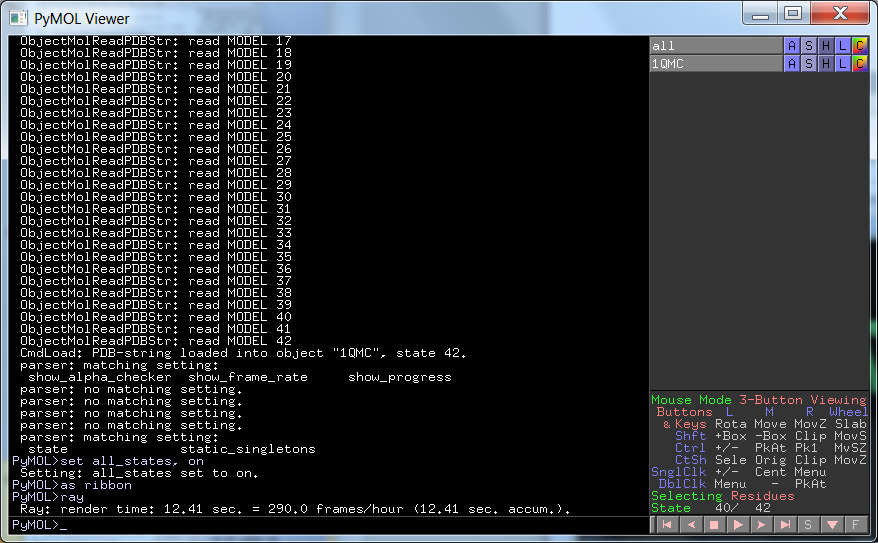 PyMOL Viewer
ObjectMolReadPDBStr: read MODEL 17
ObjectMolReadPDBStr: read MODEL 18
ObjectMolReadPDBStr: read MODEL 19
ObjectMolReadPDBStr: read MODEL 20
ObjectMolReadPDBStr: read MODEL 21
ObjectMolReadPDBStr: read MODEL 22
ObjectMolReadPDBStr: read MODEL 23
ObjectMolReadPDBStr: read MODEL 24
ObjectMolReadPDBStr: read MODEL 25
ObjectMolReadPDBStr: read MODEL 26
ObjectMolReadPDBStr: read MODEL 27
ObjectMolReadPDBStr: read MODEL 28
ObjectMolReadPDBStr: read MODEL 29
ObjectMolReadPDBStr: read MODEL 30
ObjectMolReadPDBStr: read MODEL 31
ObjectMolReadPDBStr: read MODEL 32
ObjectMolReadPDBStr: read MODEL 33
ObjectMolReadPDBStr: read MODEL 34
ObjectMolReadPDBStr: read MODEL 35
ObjectMolReadPDBStr: read MODEL 36
ObjectMolReadPDBStr: read MODEL 37
ObjectMolReadPDBStr: read MODEL 38
ObjectMolReadPDBStr: read MODEL 39
ObjectMolReadPDBStr: read MODEL 40
ObjectMolReadPDBStr: read MODEL 41
ObjectMolReadPDBStr: read MODEL 42
CmdLoad: PDB-string loaded into object "1QMC", state 42.
parser: matching setting:
show_alpha_checker show_frame_rate show_progress
parser: no matching setting.
parser: no matching setting.
parser: no matching setting.
parser: no matching setting.
parser: matching setting:
state static_singletons
PyMOL>set all_states, on
Setting: all_states set to on.
PyMOL>as ribbon
PyMOL>ray
Ray: render time: 12.41 sec. = 290.0 frames/hour (12.41 sec. accum.).
PyMOL>_
all A S H L C
1QMC A S H L C
Mouse Mode 3-Button Viewing
Buttons L M R Wheel
& Keys Rota Move MovZ Slab
Shft +Box -Box Clip MovS
Ctrl +/- PkAt Pk1 MvSZ
CtSh Sele Orig Clip MovZ
SnglClk +/- Cent Menu
DblClk Menu - PkAt
Selecting Residues
State 40/ 42
S F